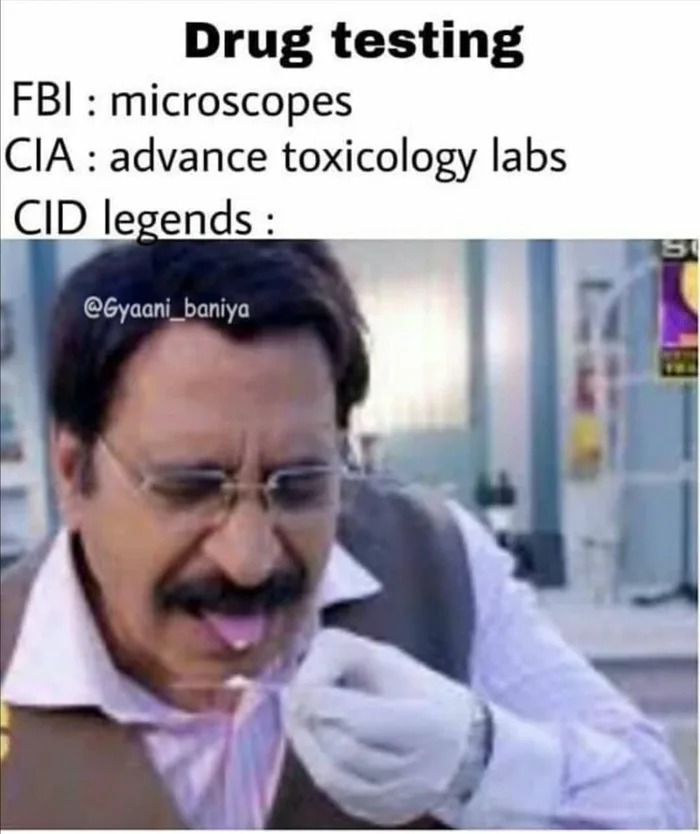 Drug testing
FBI : microscopes
CIA : advance toxicology labs
CID legends :
@Gyaani_baniya